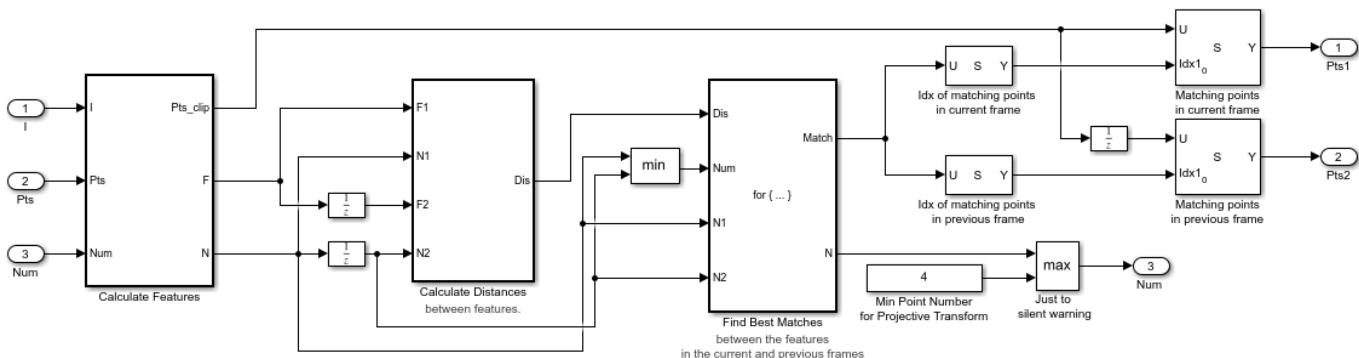 1
I
2
Pts
3
Num
I
Pts
Num
Pts_clip
F
N
Calculate Features
1
z
1
z
F1
N1
F2
N2
Dis
Calculate Distances
between features.
min
Dis
Num
N1
N2
Match
for { ... }
N
Find Best Matches
between the features
in the current and previous frames
U S Y
Idx of matching points
in current frame
U S Y
Idx of matching points
in previous frame
4
Min Point Number
for Projective Transform
max
Just to
silent warning
3
Num
1
z
U
S
Y
Idx1
0
Matching points
in current frame
U
S
Y
Idx1
0
Matching points
in previous frame
1
Pts1
2
Pts2